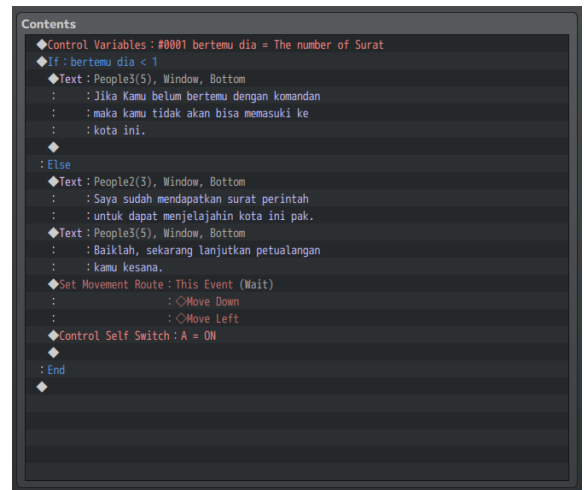 Contents
◆Control Variables：#0001 bertemu dia = The number of Surat
◆If：bertemu dia < 1
◆Text：People3(5), Window, Bottom
：：Jika Kamu belum bertemu dengan komandan
：：maka kamu tidak akan bisa memasuki ke
：：kota ini.
◆
：Else
◆Text：People2(3), Window, Bottom
：：Saya sudah mendapatkan surat perintah
：：untuk dapat menjelajahin kota ini pak.
◆Text：People3(5), Window, Bottom
：：Baiklah, sekarang lanjutkan petualangan
：：kamu kesana.
◆Set Movement Route：This Event (Wait)
：：◇Move Down
：：◇Move Left
◆Control Self Switch：A = ON
◆
：End
◆